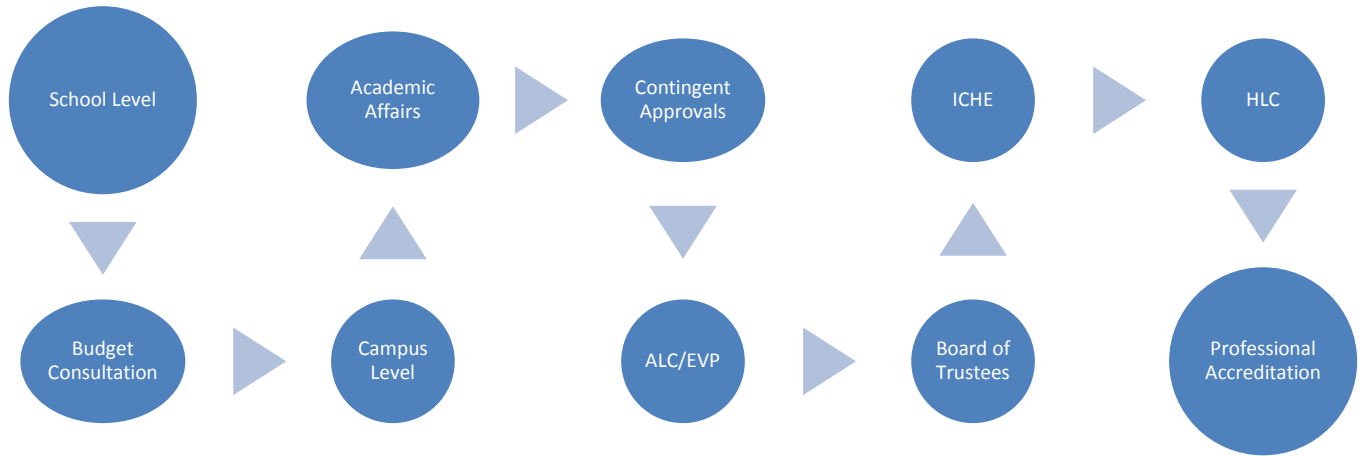 School Level
Academic
Affairs
Contingent
Approvals
ICHE
HLC
Budget
Consultation
Campus
Level
ALC/EVP
Board of
Trustees
Professional
Accreditation